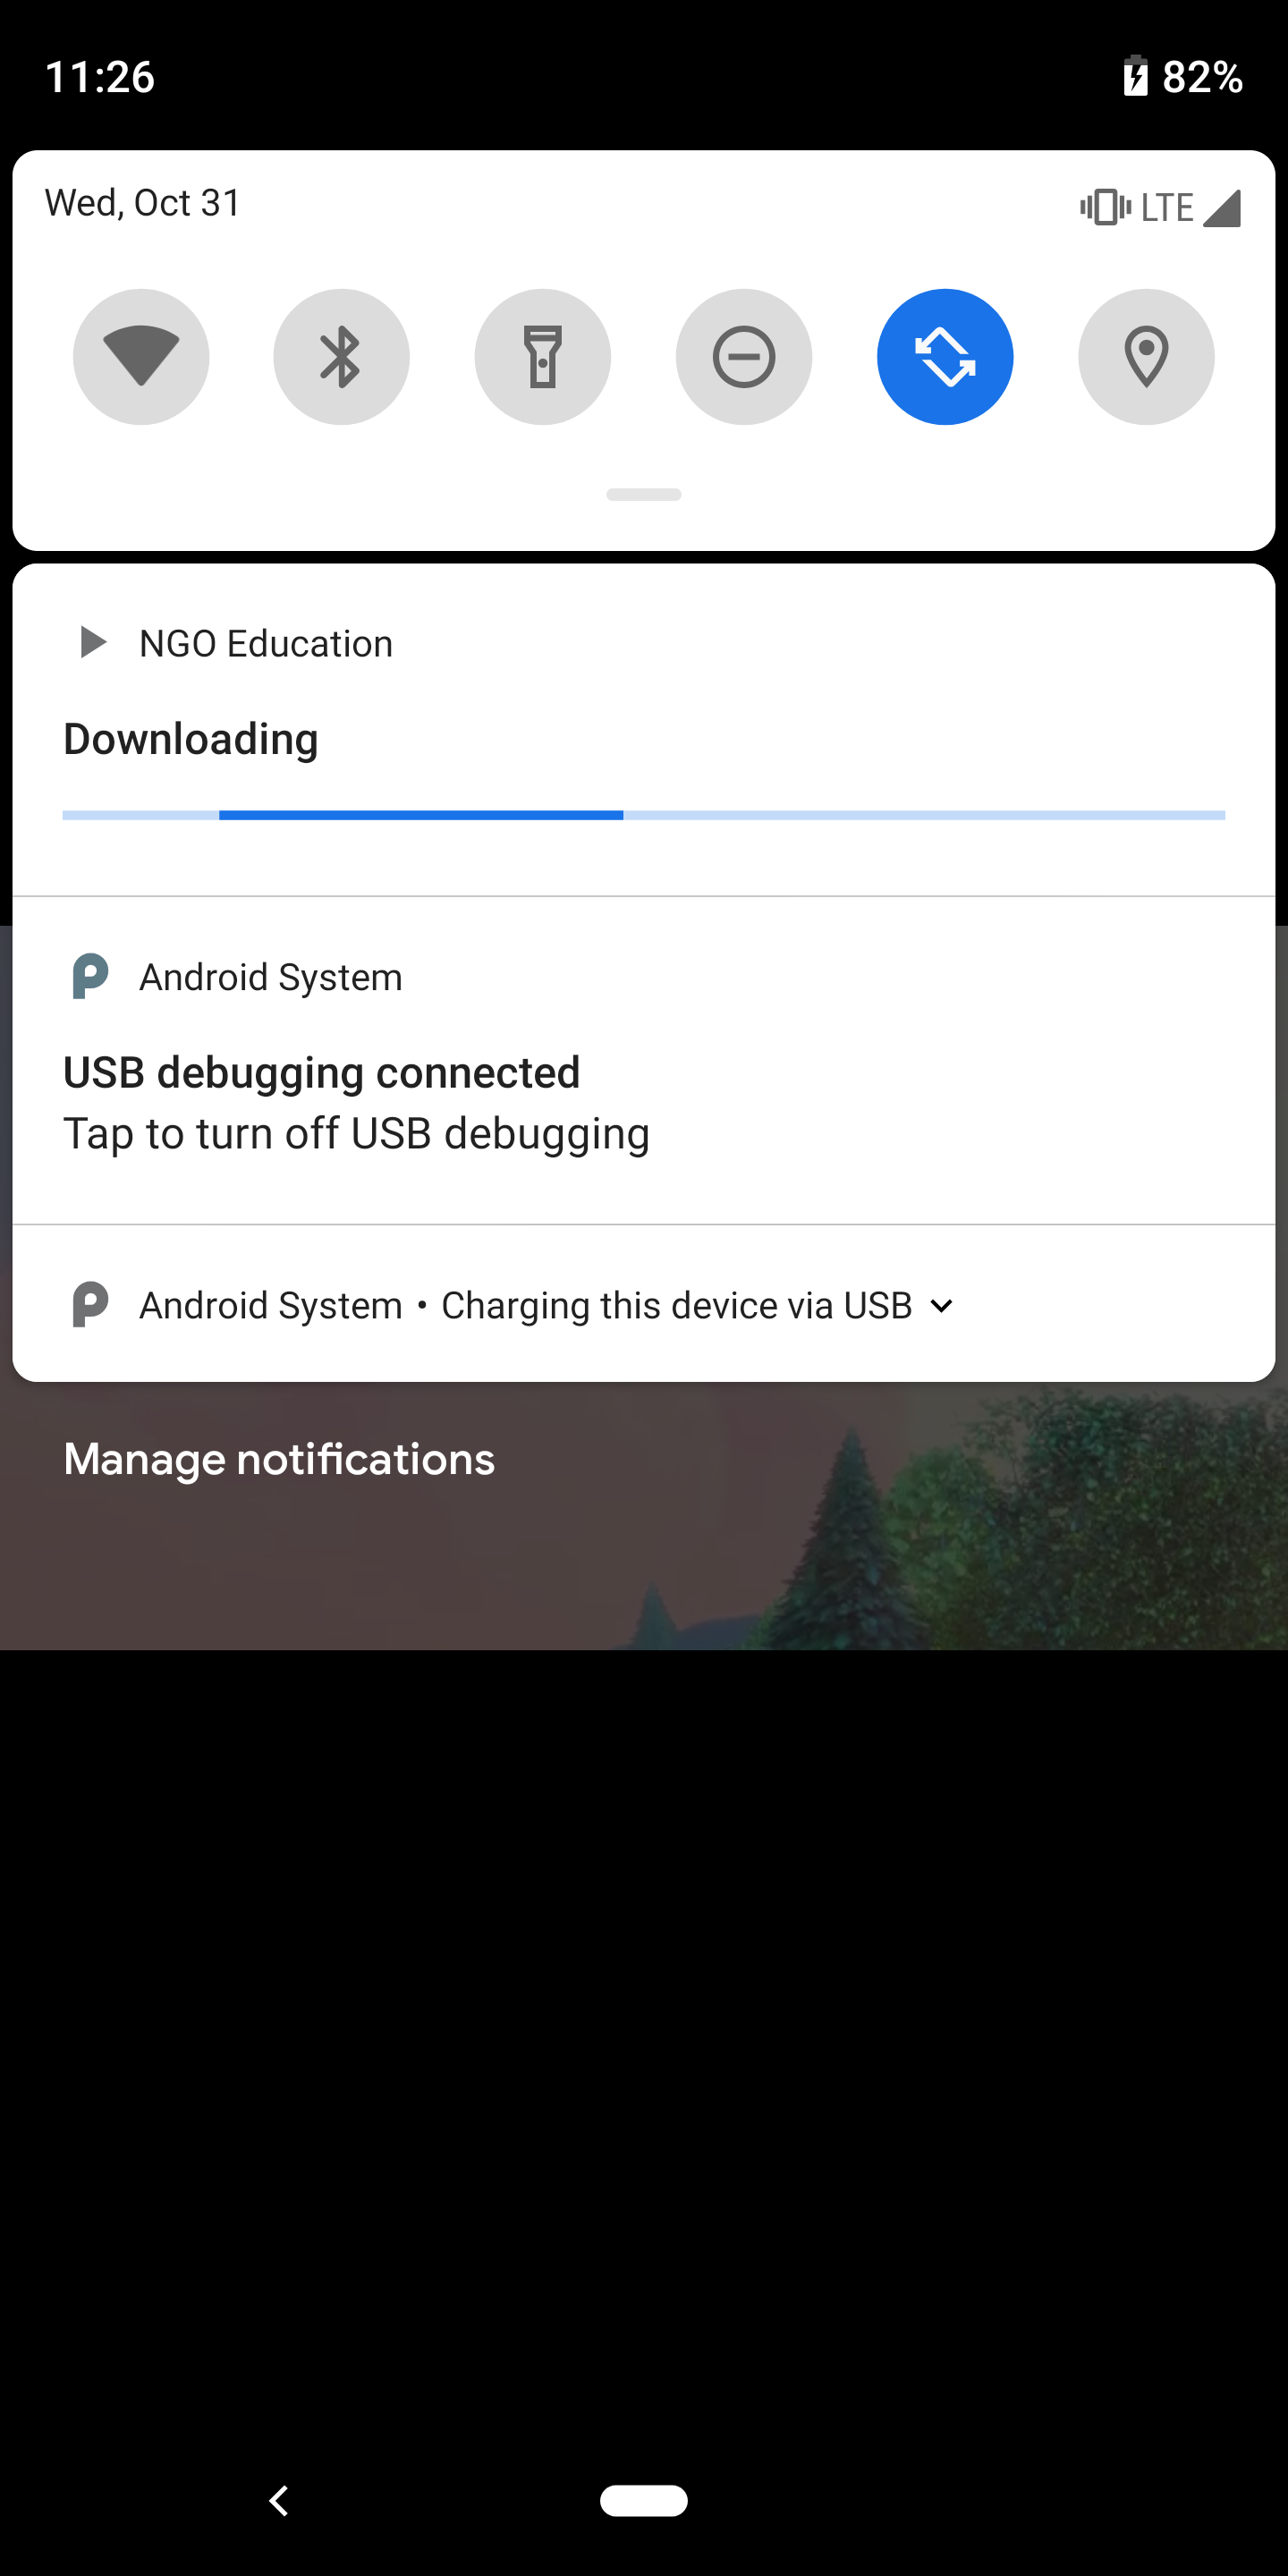 11:26
82%
Wed, Oct 31
LTE
NGO Education
Downloading
Android System
USB debugging connected
Tap to turn off USB debugging
Android System • Charging this device via USB
Manage notifications